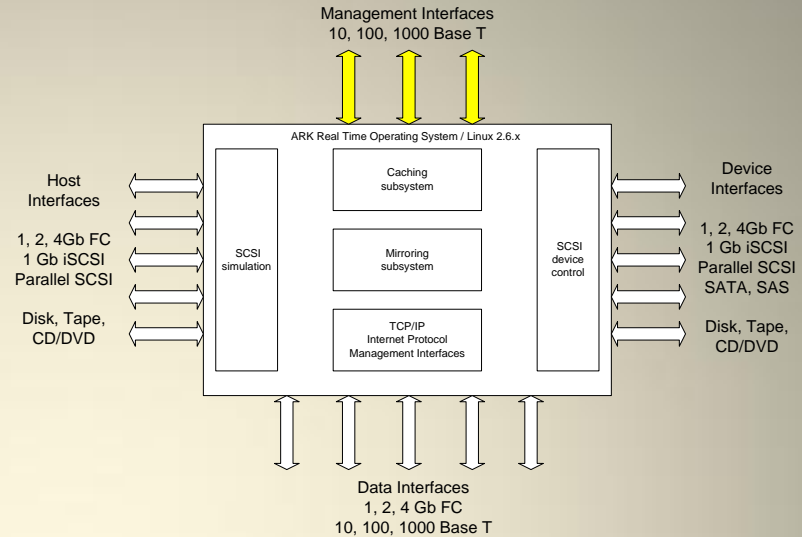 Management Interfaces
10, 100, 1000 Base T
ARK Real Time Operating System / Linux 2.6.x
Host
Interfaces
1, 2, 4Gb FC
1 Gb iSCSI
Parallel SCSI
Disk, Tape,
CD/DVD
SCSI
simulation
Caching
subsystem
Mirroring
subsystem
TCP/IP
Internet Protocol
Management Interfaces
SCSI
device
control
Device
Interfaces
1, 2, 4Gb FC
1 Gb iSCSI
Parallel SCSI
SATA, SAS
Disk, Tape,
CD/DVD
Data Interfaces
1, 2, 4 Gb FC
10, 100, 1000 Base T